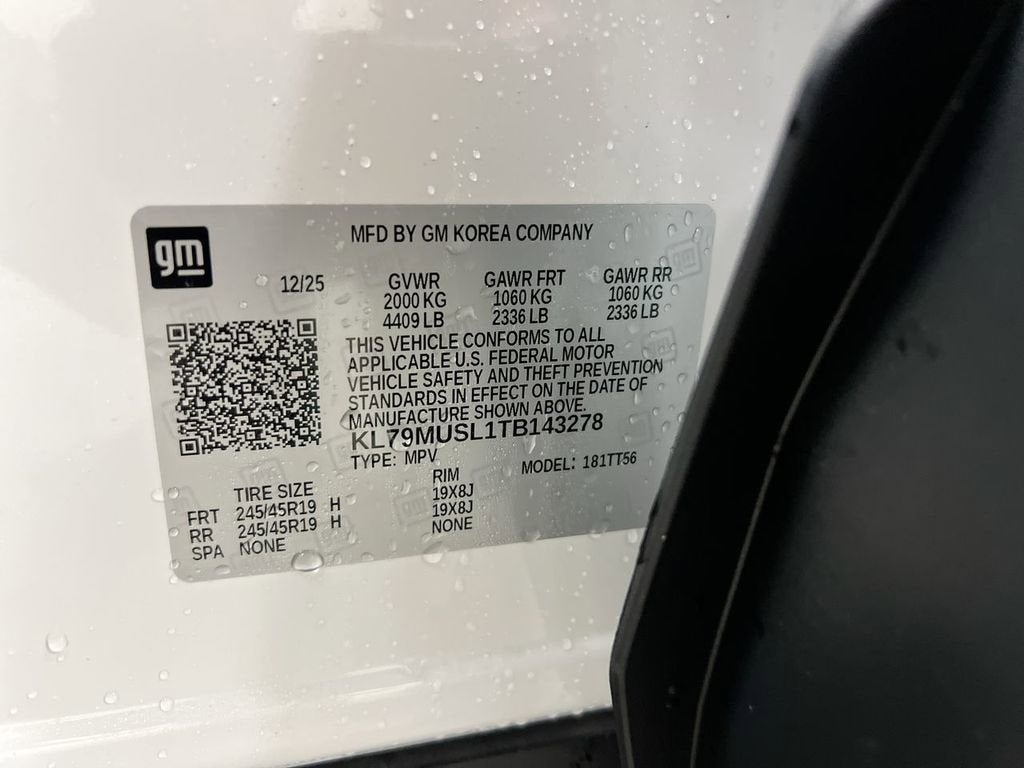 gm
MFD BY GM KOREA COMPANY
12/25 GVWR GAWR FRT GAWR RR
2000 KG 1060 KG 1060 KG
4409 LB 2336 LB 2336 LB
THIS VEHICLE CONFORMS TO ALL
APPLICABLE U.S. FEDERAL MOTOR
VEHICLE SAFETY AND THEFT PREVENTION
STANDARDS IN EFFECT ON THE DATE OF
MANUFACTURE SHOWN ABOVE.
KL79MUSL1TB143278
TYPE: MPV MODEL: 181TT56
TIRE SIZE RIM
FRT 245/45R19 H 19X8J
RR 245/45R19 H 19X8J
SPA NONE NONE